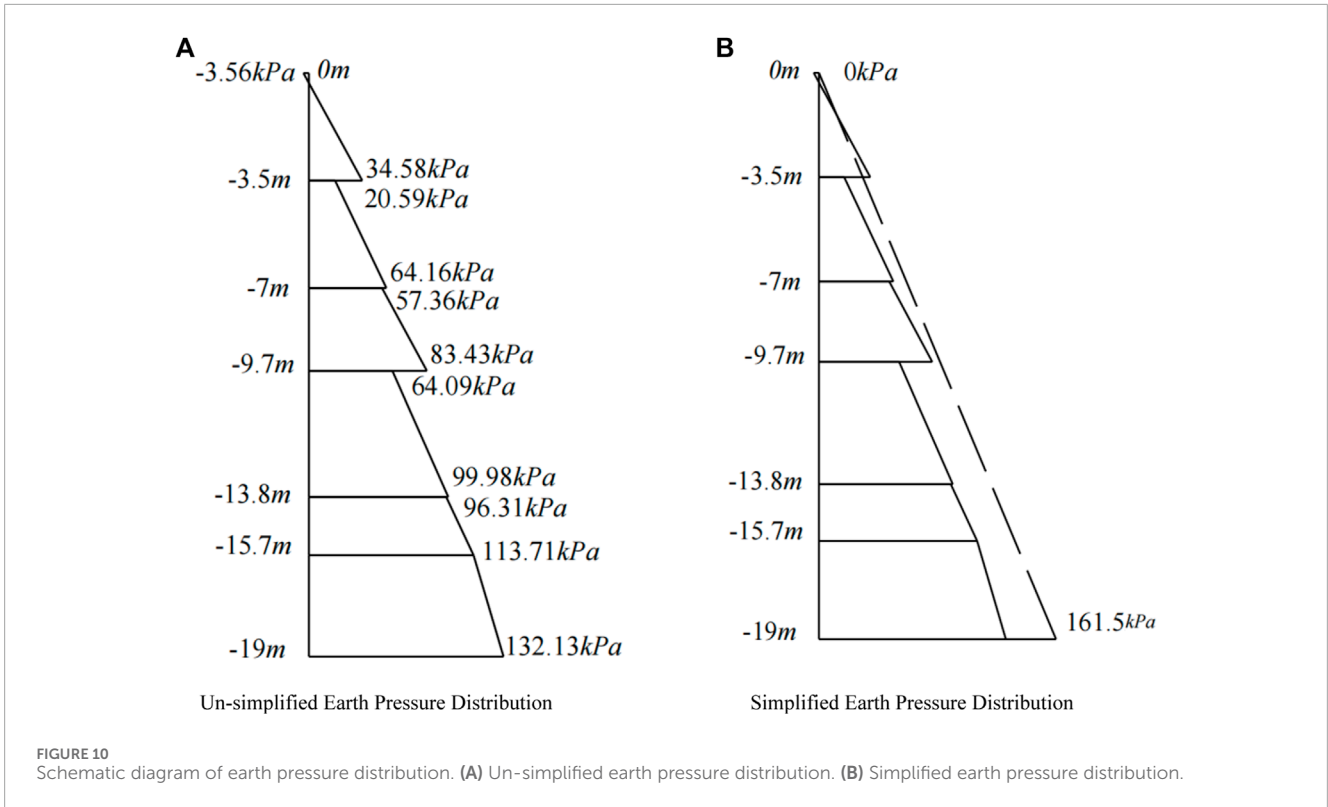 A
-3.56kPa 0m
34.58kPa
-3.5m
20.59kPa
64.16kPa
-7m
57.36kPa
83.43kPa
-9.7m
64.09kPa
99.98kPa
-13.8m
96.31kPa
-15.7m
113.71kPa
-19m
132.13kPa
Un-simplified Earth Pressure Distribution
B
0m 0kPa
-3.5m
-7m
-9.7m
-13.8m
-15.7m
-19m
161.5kPa
Simplified Earth Pressure Distribution
FIGURE 10
Schematic diagram of earth pressure distribution. (A) Un-simplified earth pressure distribution. (B) Simplified earth pressure distribution.